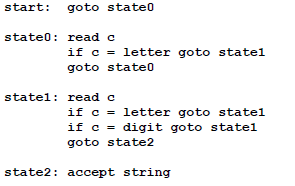 start:  goto state0
state0: read c
        if c = letter goto state1
        goto state0
state1: read c
        if c = letter goto state1
        if c = digit goto state1
        goto state2
state2: accept string